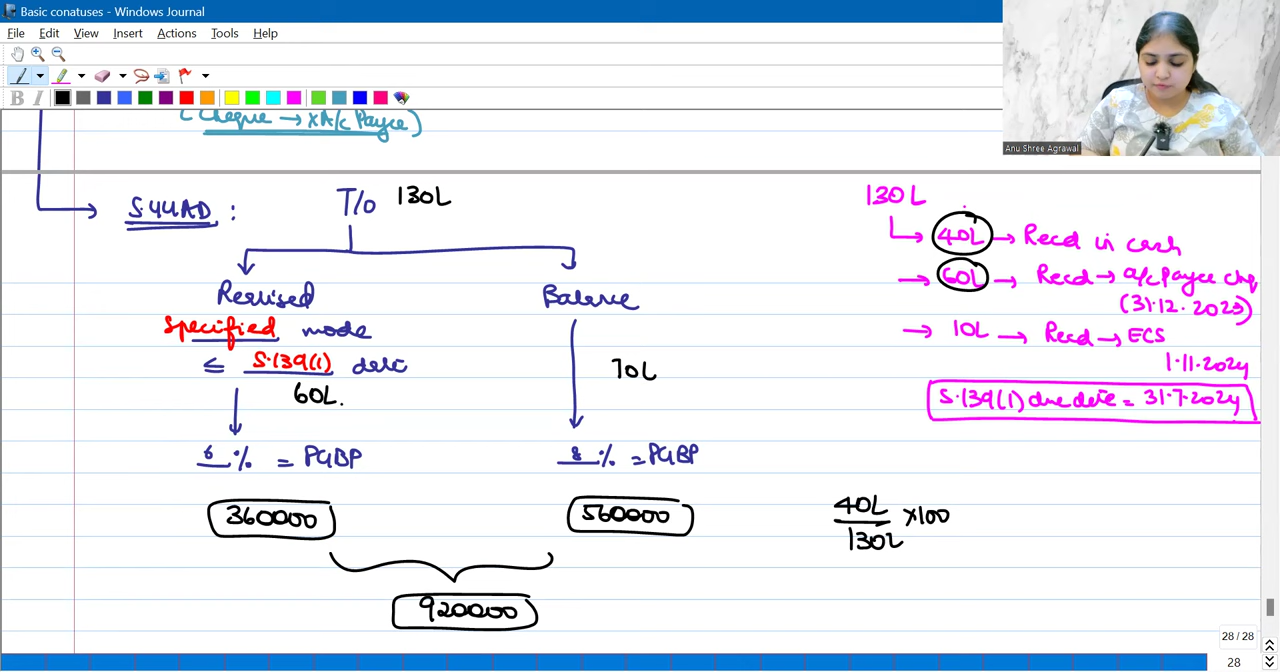 Basic conatuses - Windows Journal
File Edit View Insert Actions Tools Help
B I
Anu Shree Agrawal
(Cheque → x A/c Payee)
S.44AD :
T/O 130L
Realised
Specified mode
≤ S.139(1) date
60L.
6 % = PGBP
360000
Balance
70L
8 % = PGBP
560000
920000
130L
→ 40L → Recd in cash
→ 60L → Recd → a/c Payee chq
(31.12.2023)
→ 10L → Recd → ECS
1.11.2024
S.139(1) due date = 31.7.2024
40L
130L
×100
28 / 28
28